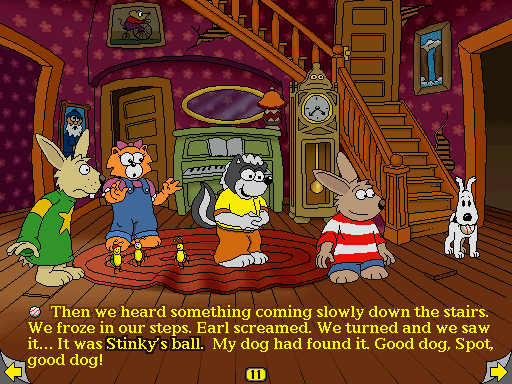 Then we heard something coming slowly down the stairs.
We froze in our steps. Earl screamed. We turned and we saw
it... It was Stinky's ball. My dog had found it. Good dog, Spot,
good dog!
11